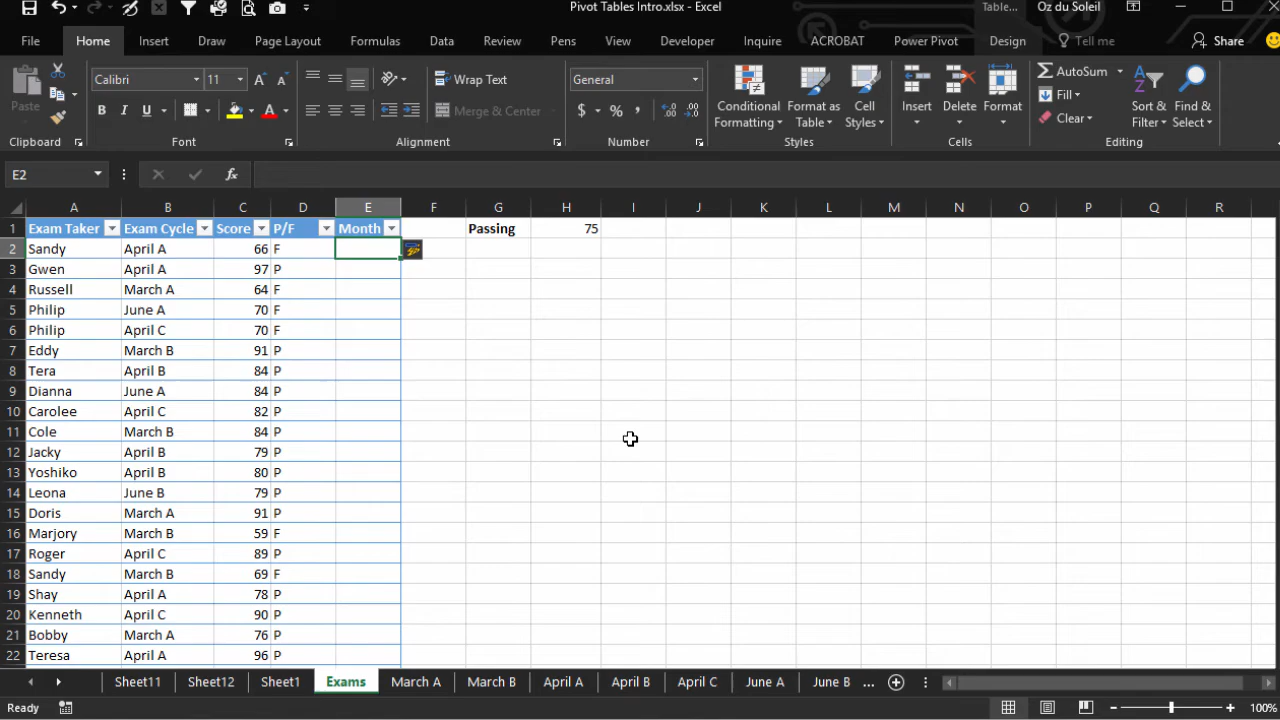 Pivot Tables Intro.xlsx - Excel
Table...
Oz du Soleil
File Home Insert Draw Page Layout Formulas Data Review View Pens Developer Inquire ACROBAT Power Pivot Design Tell me Share
Paste
Calibri 11
B I U A A A
ab
Wrap Text
Merge & Center
General
$ % ,
Conditional Formatting
Format as Table
Cell Styles
Insert
Delete
Format
AutoSum
Fill
Clear
Sort & Filter
Find & Select
Clipboard Font Alignment Number Styles Cells Editing
E2 fx
A B C D E F G H I J K L M N O P Q R
1 Exam Taker Exam Cycle Score P/F Month Passing 75
2 Sandy April A 66 F
3 Gwen April A 97 P
4 Russell March A 64 F
5 Philip June A 70 F
6 Philip April C 70 F
7 Eddy March B 91 P
8 Tera April B 84 P
9 Dianna June A 84 P
10 Carolee April C 82 P
11 Cole March B 84 P
12 Jacky April B 79 P
13 Yoshiko April B 80 P
14 Leona June B 79 P
15 Doris March A 91 P
16 Marjory March B 59 F
17 Roger April C 89 P
18 Sandy March B 69 F
19 Shay April A 78 P
20 Kenneth April C 90 P
21 Bobby March A 76 P
22 Teresa April A 96 P
Sheet11 Sheet12 Sheet1 Exams March A March B April A April B April C June A June B ...
Ready
100%